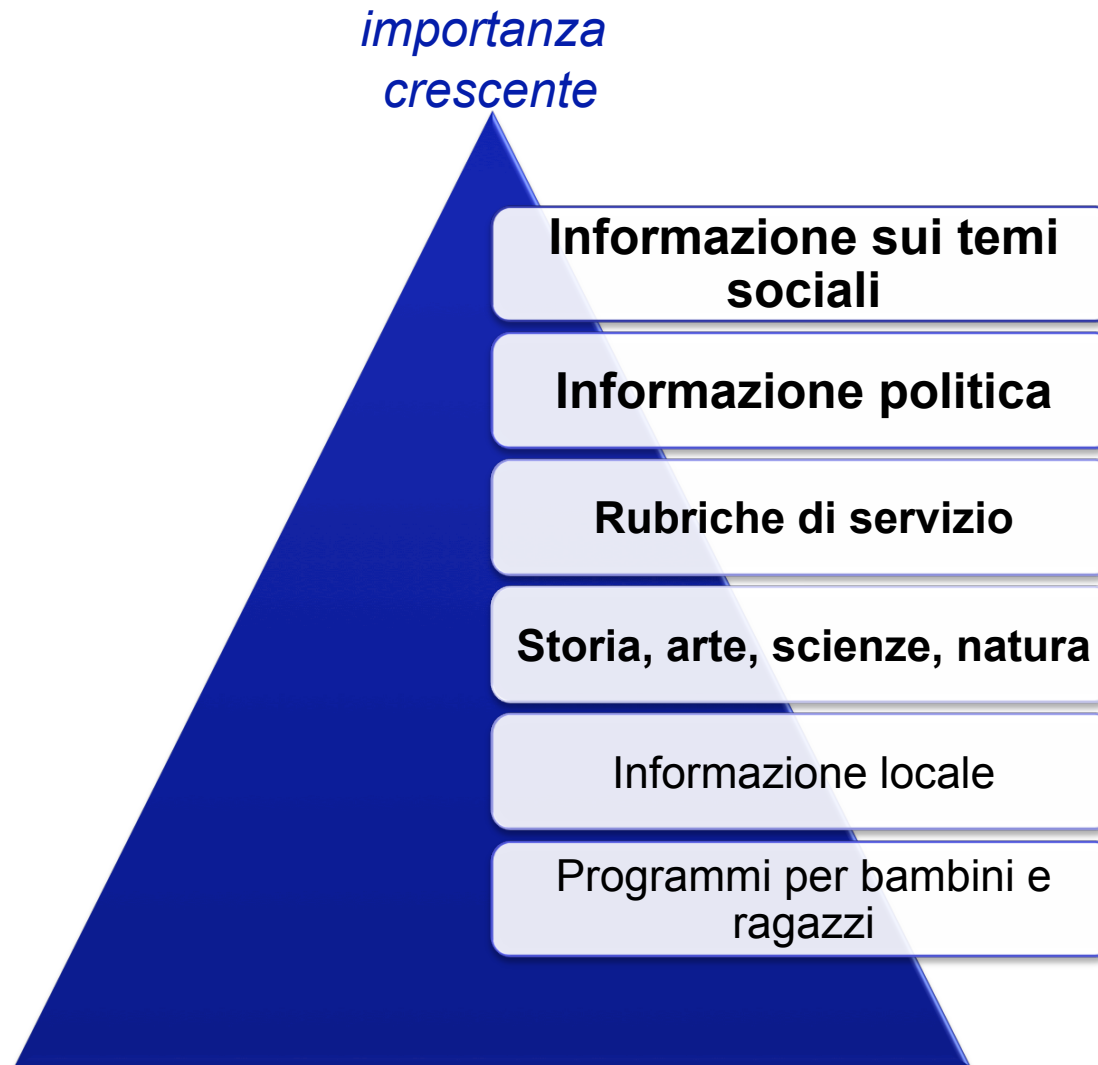 importanza
crescente
Informazione sui temi
sociali
Informazione politica
Rubriche di servizio
Storia, arte, scienze, natura
Informazione locale
Programmi per bambini e
ragazzi